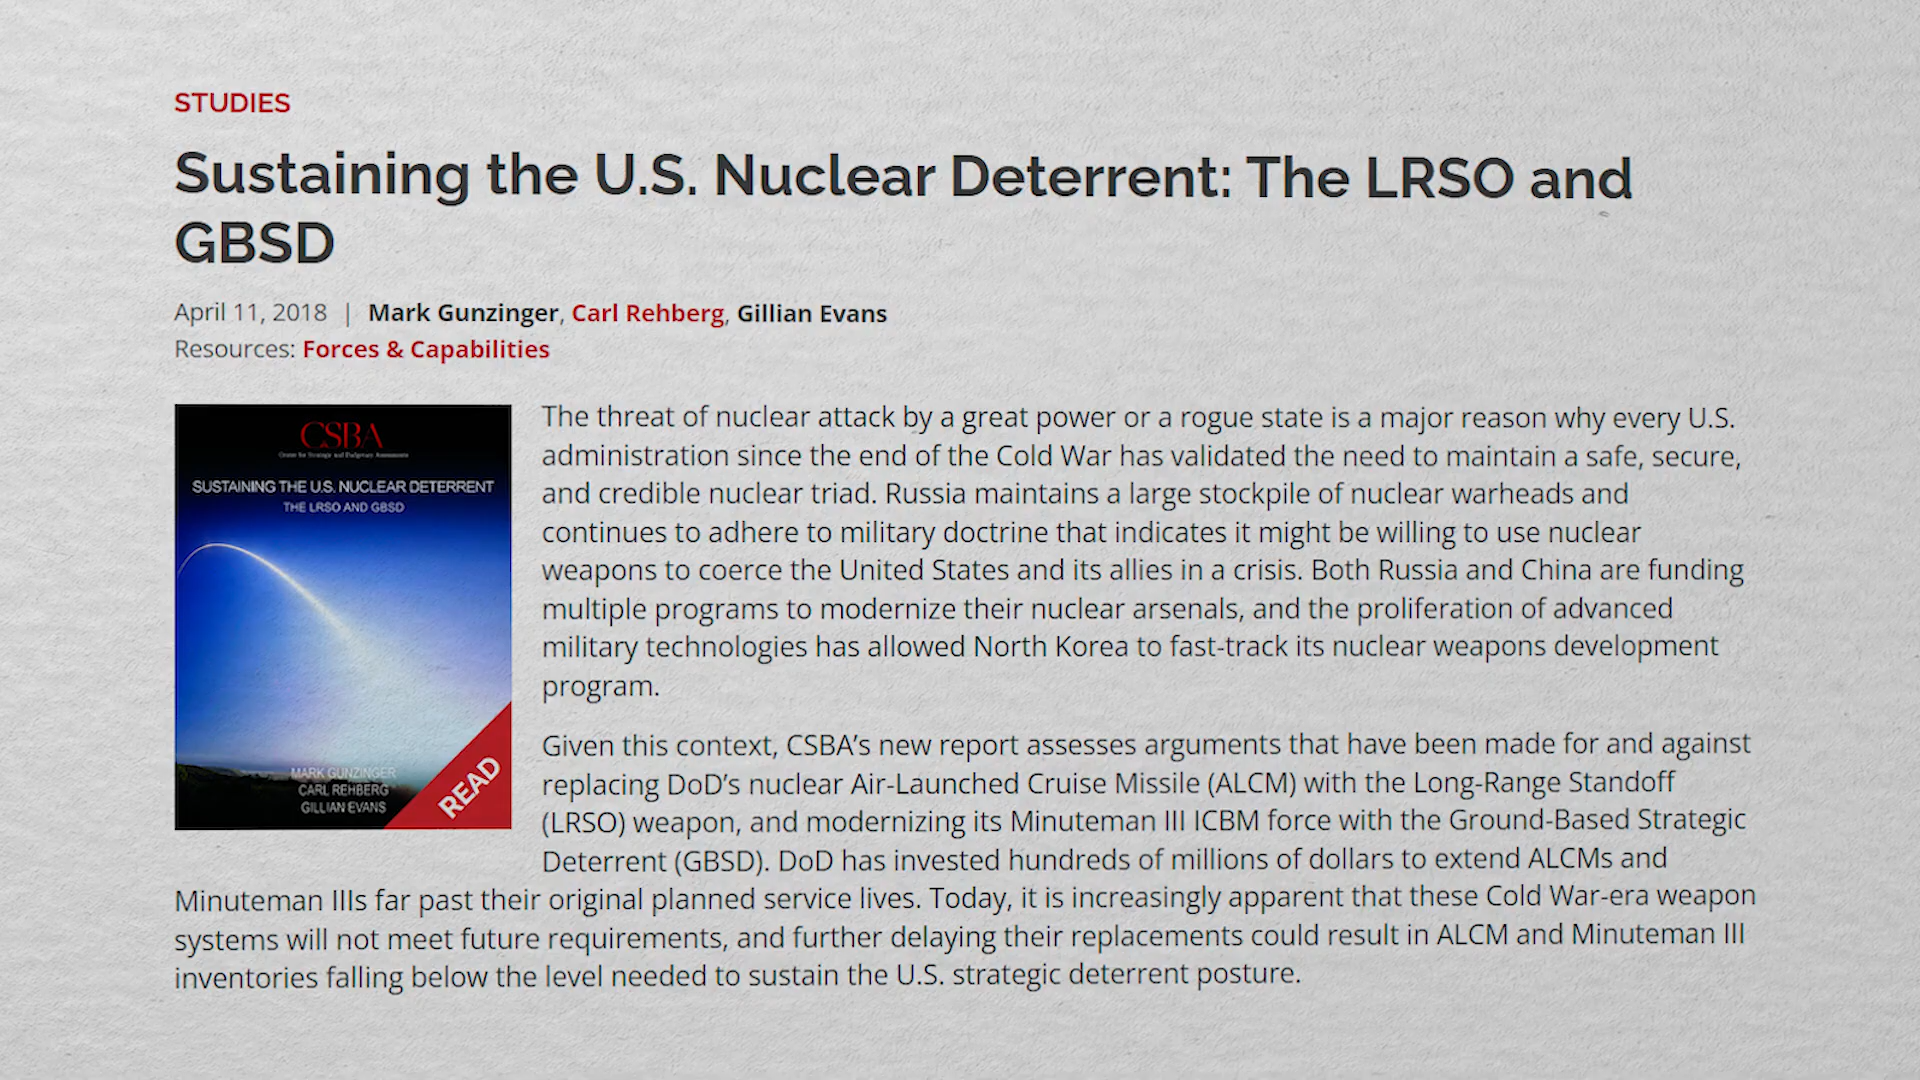 STUDIES
Sustaining the U.S. Nuclear Deterrent: The LRSO and
GBSD
April 11, 2018 | Mark Gunzinger, Carl Rehberg, Gillian Evans
Resources: Forces & Capabilities
CSBA
Center for Strategic and Budgetary Assessments
SUSTAINING THE U.S. NUCLEAR DETERRENT
THE LRSO AND GBSD
MARK GUNZINGER
CARL REHBERG
GILLIAN EVANS
READ
The threat of nuclear attack by a great power or a rogue state is a major reason why every U.S.
administration since the end of the Cold War has validated the need to maintain a safe, secure,
and credible nuclear triad. Russia maintains a large stockpile of nuclear warheads and
continues to adhere to military doctrine that indicates it might be willing to use nuclear
weapons to coerce the United States and its allies in a crisis. Both Russia and China are funding
multiple programs to modernize their nuclear arsenals, and the proliferation of advanced
military technologies has allowed North Korea to fast-track its nuclear weapons development
program.
Given this context, CSBA’s new report assesses arguments that have been made for and against
replacing DoD’s nuclear Air-Launched Cruise Missile (ALCM) with the Long-Range Standoff
(LRSO) weapon, and modernizing its Minuteman III ICBM force with the Ground-Based Strategic
Deterrent (GBSD). DoD has invested hundreds of millions of dollars to extend ALCMs and
Minuteman IIIs far past their original planned service lives. Today, it is increasingly apparent that these Cold War-era weapon
systems will not meet future requirements, and further delaying their replacements could result in ALCM and Minuteman III
inventories falling below the level needed to sustain the U.S. strategic deterrent posture.